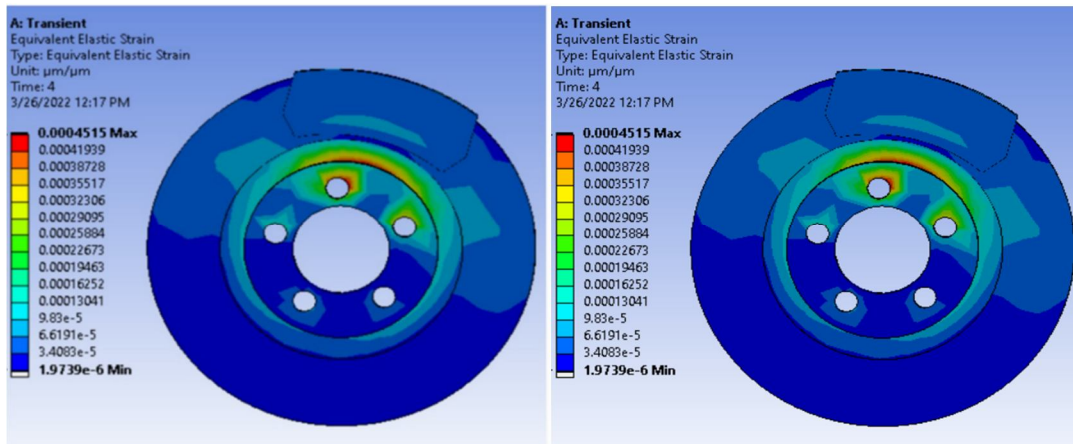 A: Transient
Equivalent Elastic Strain
Type: Equivalent Elastic Strain
Unit: μm/μm
Time: 4
3/26/2022 12:17 PM
0.0004515 Max
0.00041939
0.00038728
0.00035517
0.00032306
0.00029095
0.00025884
0.00022673
0.00019463
0.00016252
0.00013041
9.83e-5
6.6191e-5
3.4083e-5
1.9739e-6 Min
A: Transient
Equivalent Elastic Strain
Type: Equivalent Elastic Strain
Unit: μm/μm
Time: 4
3/26/2022 12:17 PM
0.0004515 Max
0.00041939
0.00038728
0.00035517
0.00032306
0.00029095
0.00025884
0.00022673
0.00019463
0.00016252
0.00013041
9.83e-5
6.6191e-5
3.4083e-5
1.9739e-6 Min